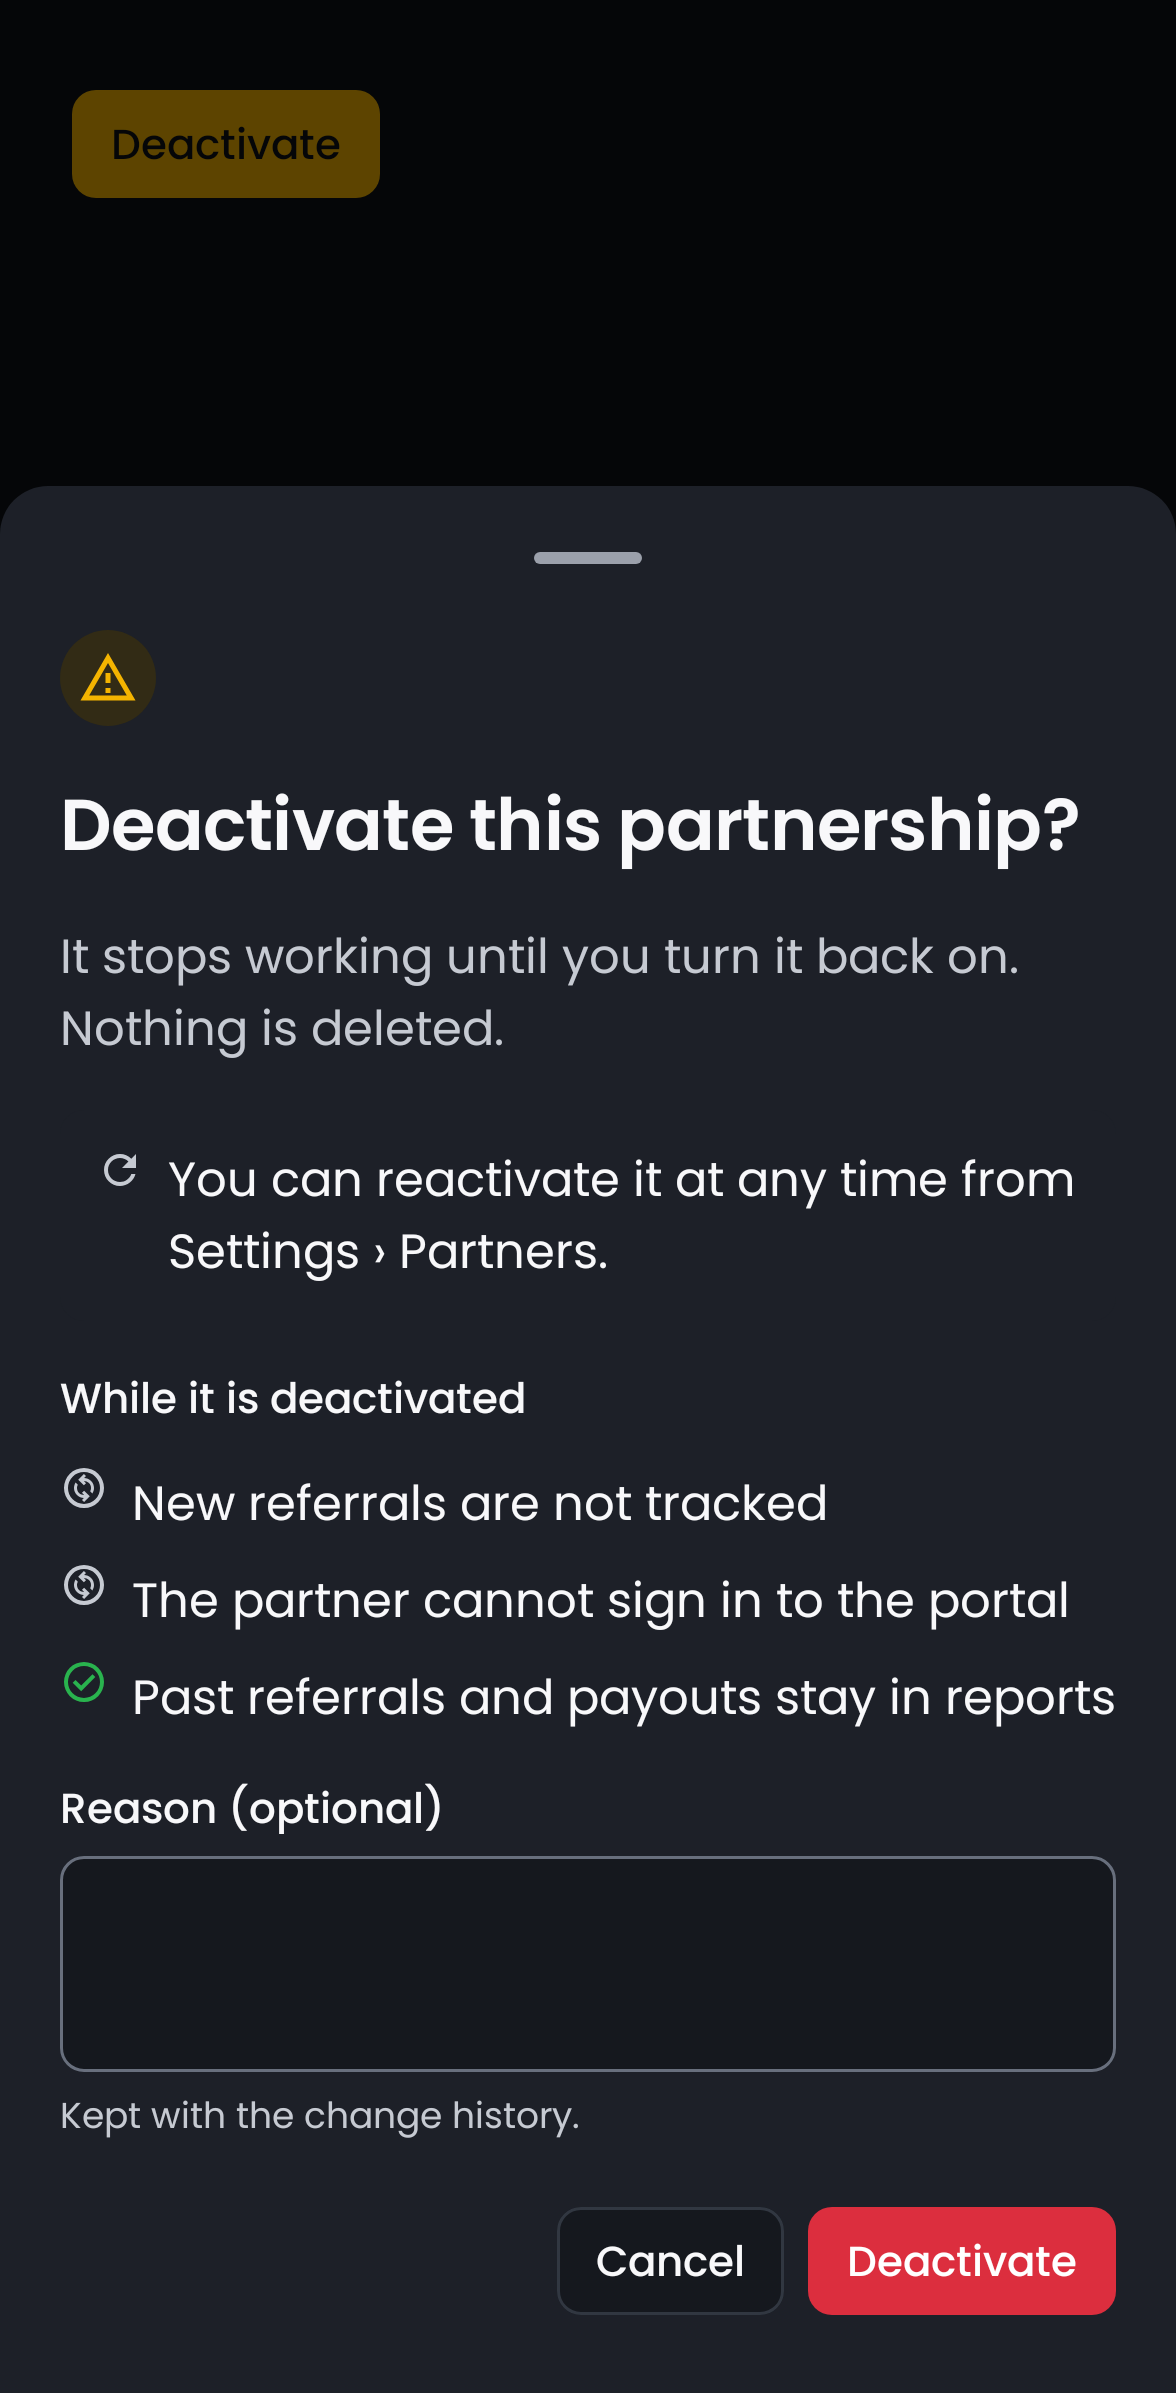 Deactivate
Deactivate this partnership?
It stops working until you turn it back on.
Nothing is deleted.
You can reactivate it at any time from
Settings › Partners.
While it is deactivated
New referrals are not tracked
The partner cannot sign in to the portal
Past referrals and payouts stay in reports
Reason (optional)
Kept with the change history.
Cancel
Deactivate